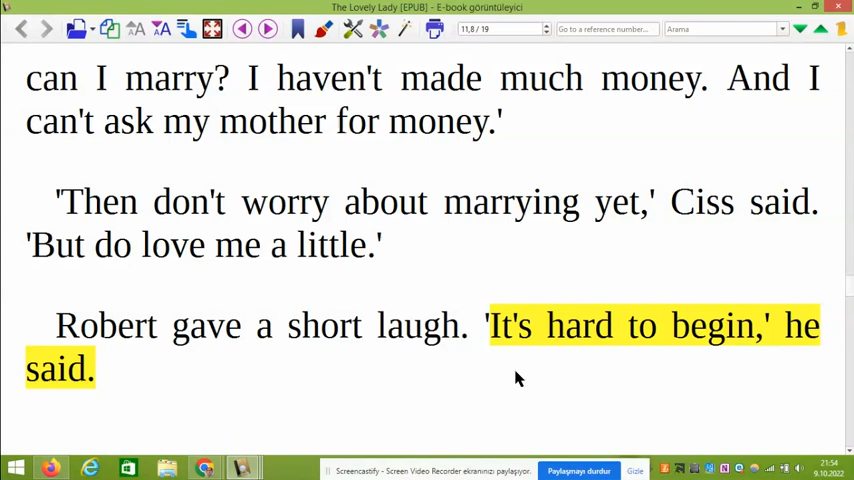 The Lovely Lady [EPUB] - E-book görüntüleyici
11,8 / 19
Go to a reference number...
Arama
can I marry? I haven't made much money. And I
can't ask my mother for money.'
'Then don't worry about marrying yet,' Ciss said.
'But do love me a little.'
Robert gave a short laugh. 'It's hard to begin,' he
said.
Screencastify - Screen Video Recorder ekranınızı paylaşıyor.
Paylaşmayı durdur
Gizle
21:54
9.10.2022